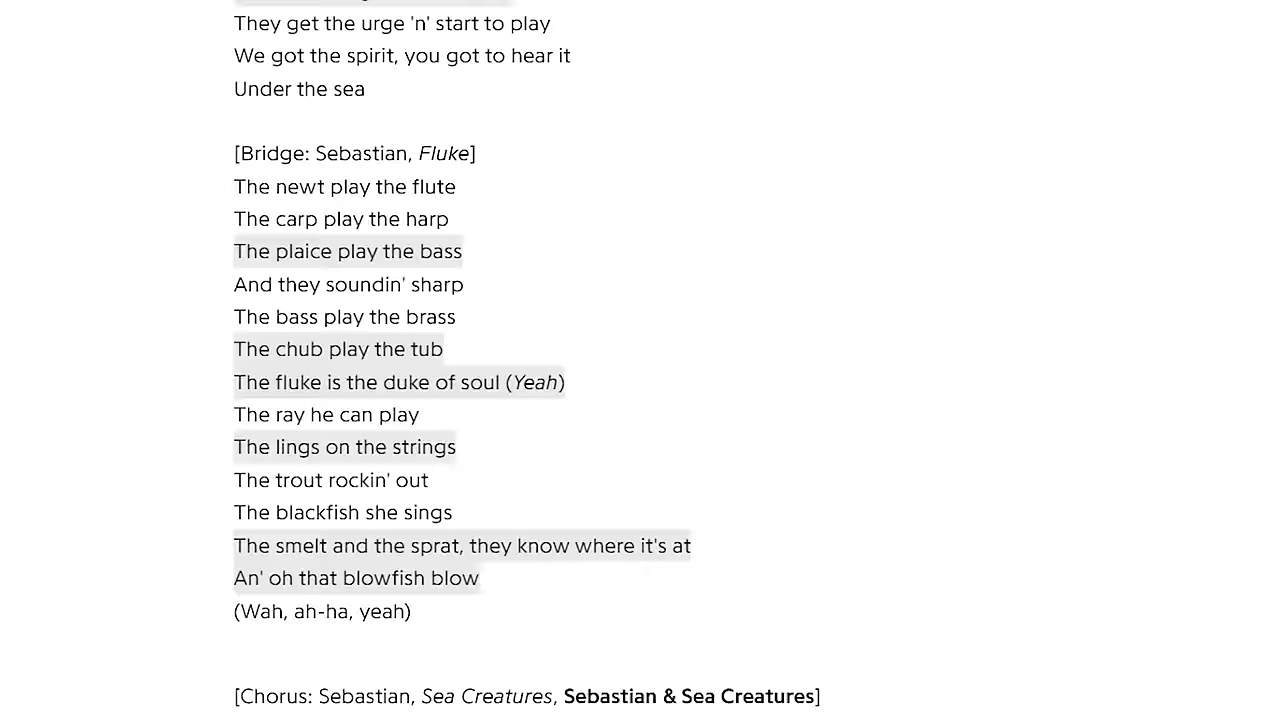 They get the urge 'n' start to play
We got the spirit, you got to hear it
Under the sea
[Bridge: Sebastian, Fluke]
The newt play the flute
The carp play the harp
The plaice play the bass
And they soundin' sharp
The bass play the brass
The chub play the tub
The fluke is the duke of soul (Yeah)
The ray he can play
The lings on the strings
The trout rockin' out
The blackfish she sings
The smelt and the sprat, they know where it's at
An' oh that blowfish blow
(Wah, ah-ha, yeah)
[Chorus: Sebastian, Sea Creatures, Sebastian & Sea Creatures]